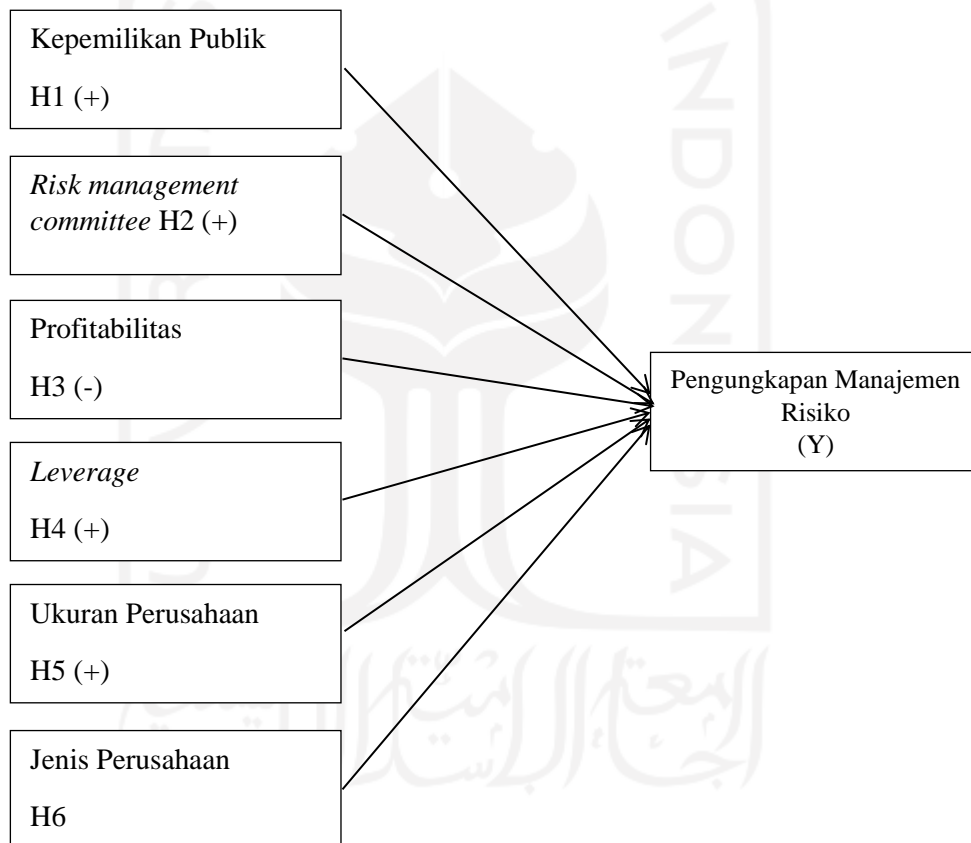 Kepemilikan Publik
H1 (+)
Risk management
committee H2 (+)
Profitabilitas
H3 (-)
Leverage
H4 (+)
Ukuran Perusahaan
H5 (+)
Jenis Perusahaan
H6
Pengungkapan Manajemen
Risiko
(Y)
INDONESIA